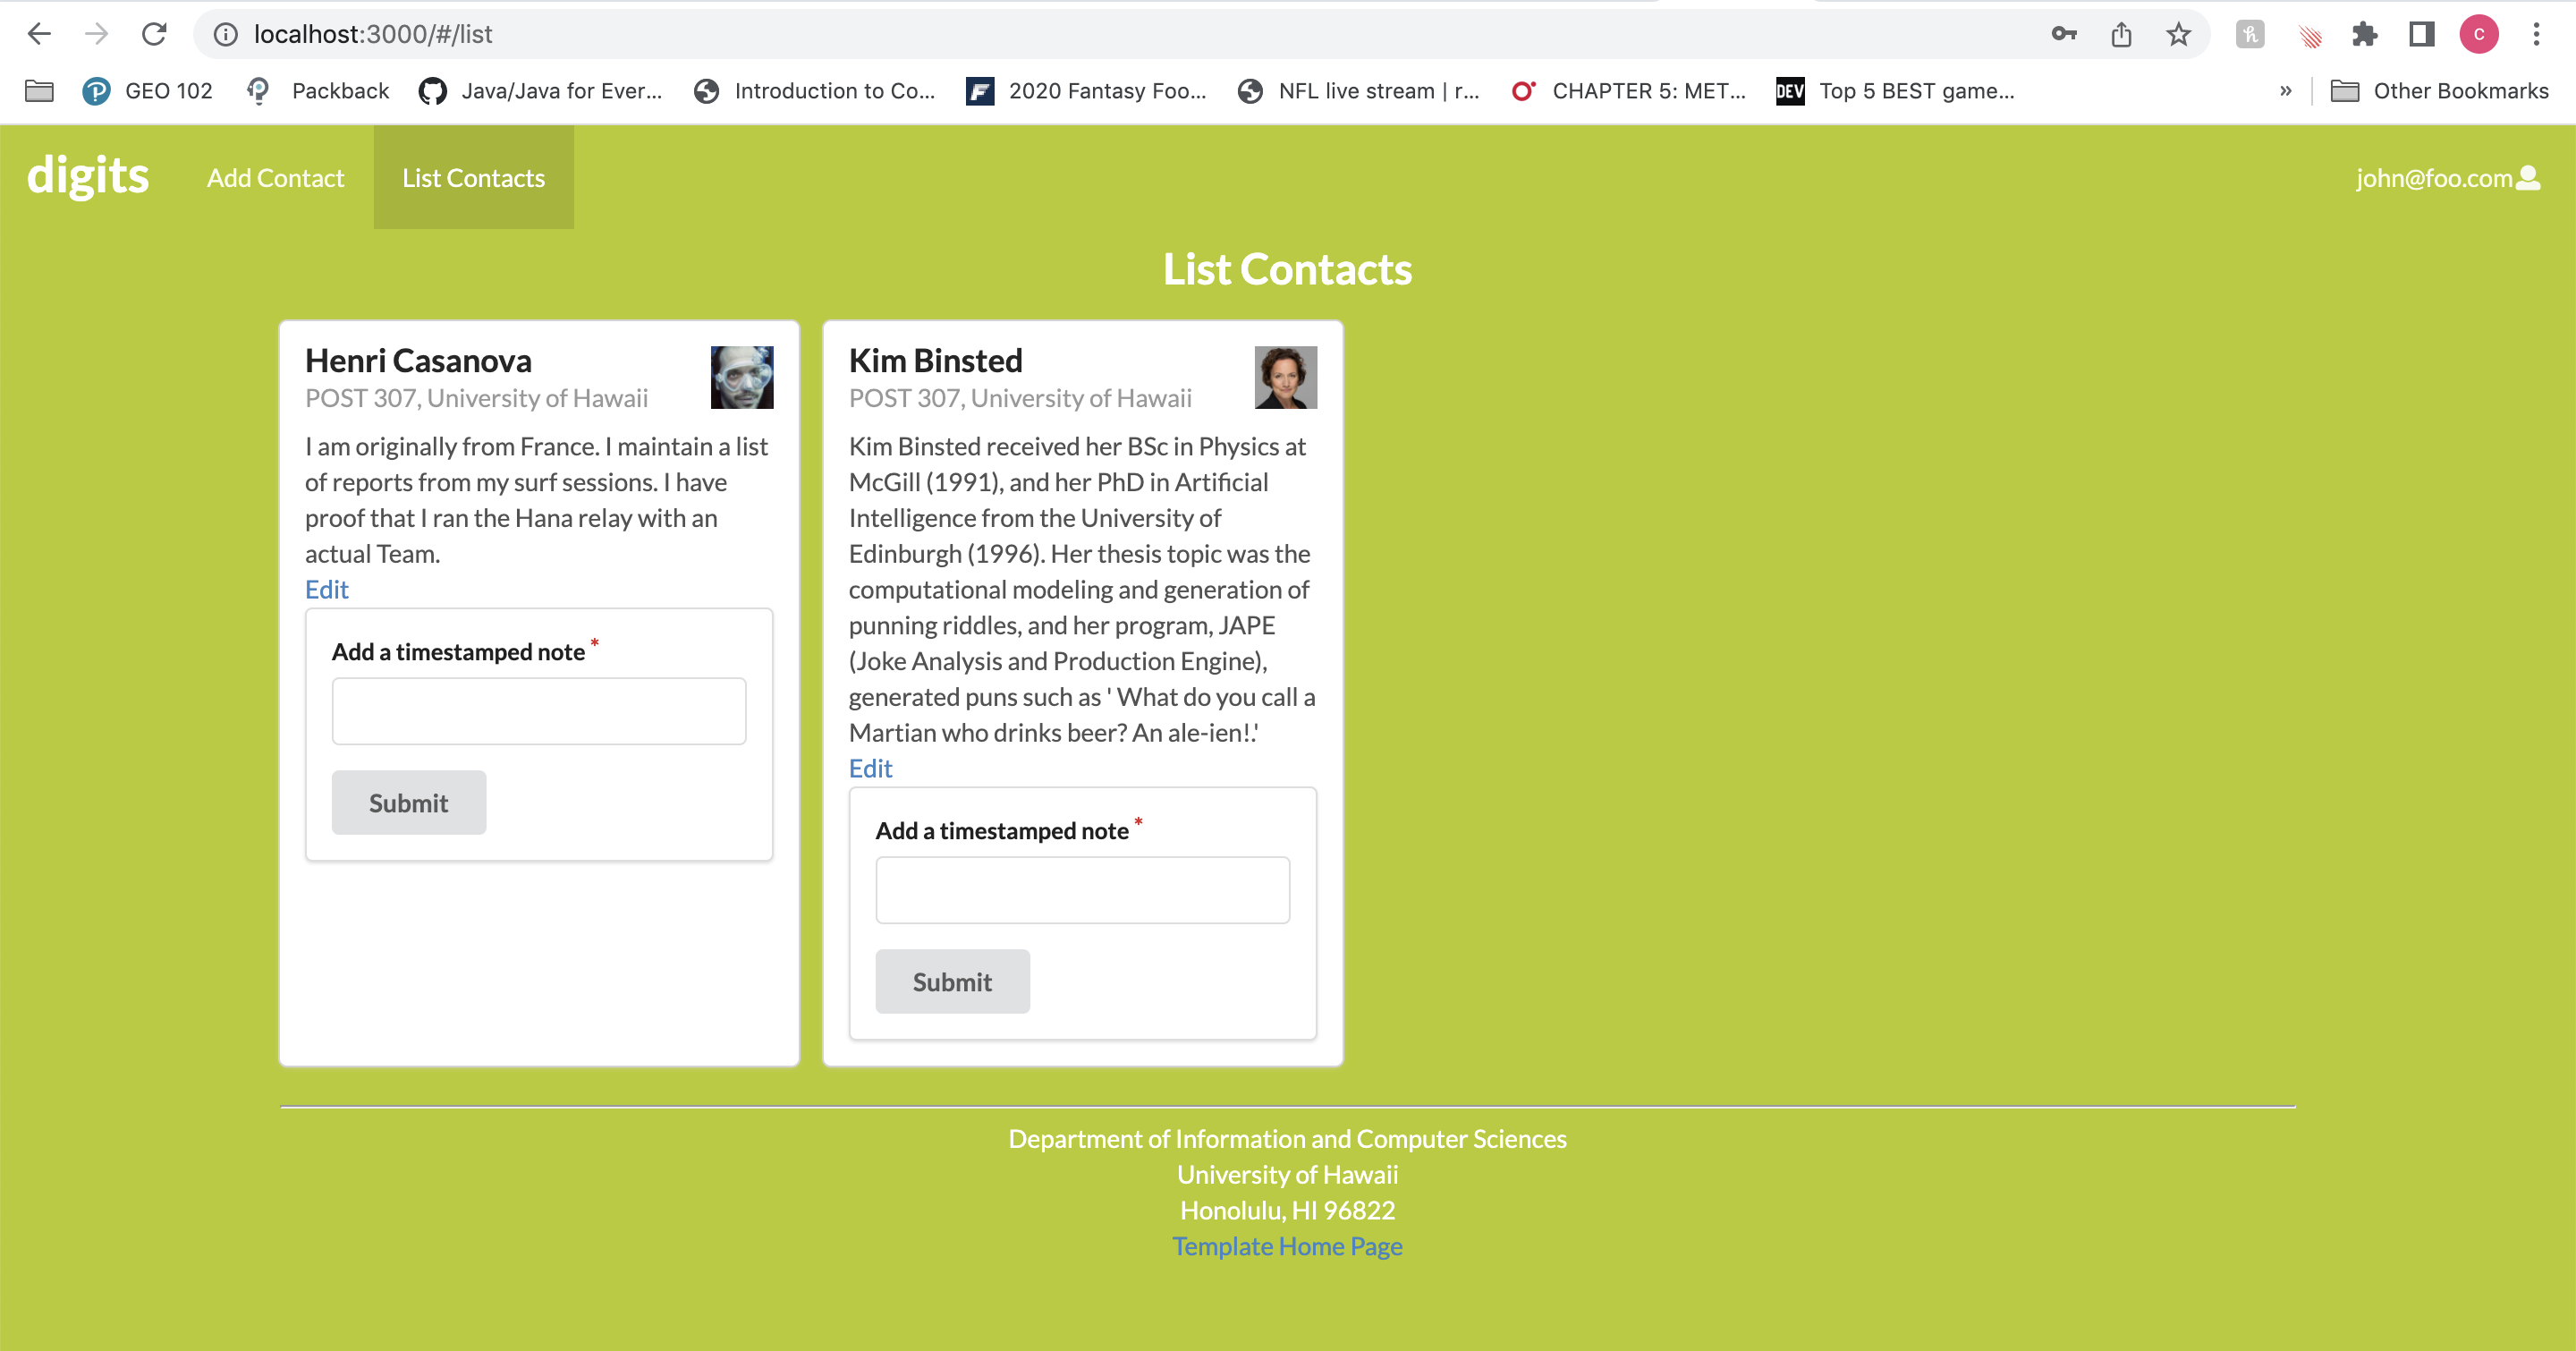 localhost:3000/#/list
GEO 102
Packback
Java/Java for Ever...
Introduction to Co...
2020 Fantasy Foo...
NFL live stream | r...
CHAPTER 5: MET...
DEV
Top 5 BEST game...
»
Other Bookmarks
digits
Add Contact
List Contacts
john@foo.com
List Contacts
Henri Casanova
POST 307, University of Hawaii
I am originally from France. I maintain a list
of reports from my surf sessions. I have
proof that I ran the Hana relay with an
actual Team.
Edit
Add a timestamped note *
Submit
Kim Binsted
POST 307, University of Hawaii
Kim Binsted received her BSc in Physics at
McGill (1991), and her PhD in Artificial
Intelligence from the University of
Edinburgh (1996). Her thesis topic was the
computational modeling and generation of
punning riddles, and her program, JAPE
(Joke Analysis and Production Engine),
generated puns such as ' What do you call a
Martian who drinks beer? An ale-ien!.'
Edit
Add a timestamped note *
Submit
Department of Information and Computer Sciences
University of Hawaii
Honolulu, HI 96822
Template Home Page